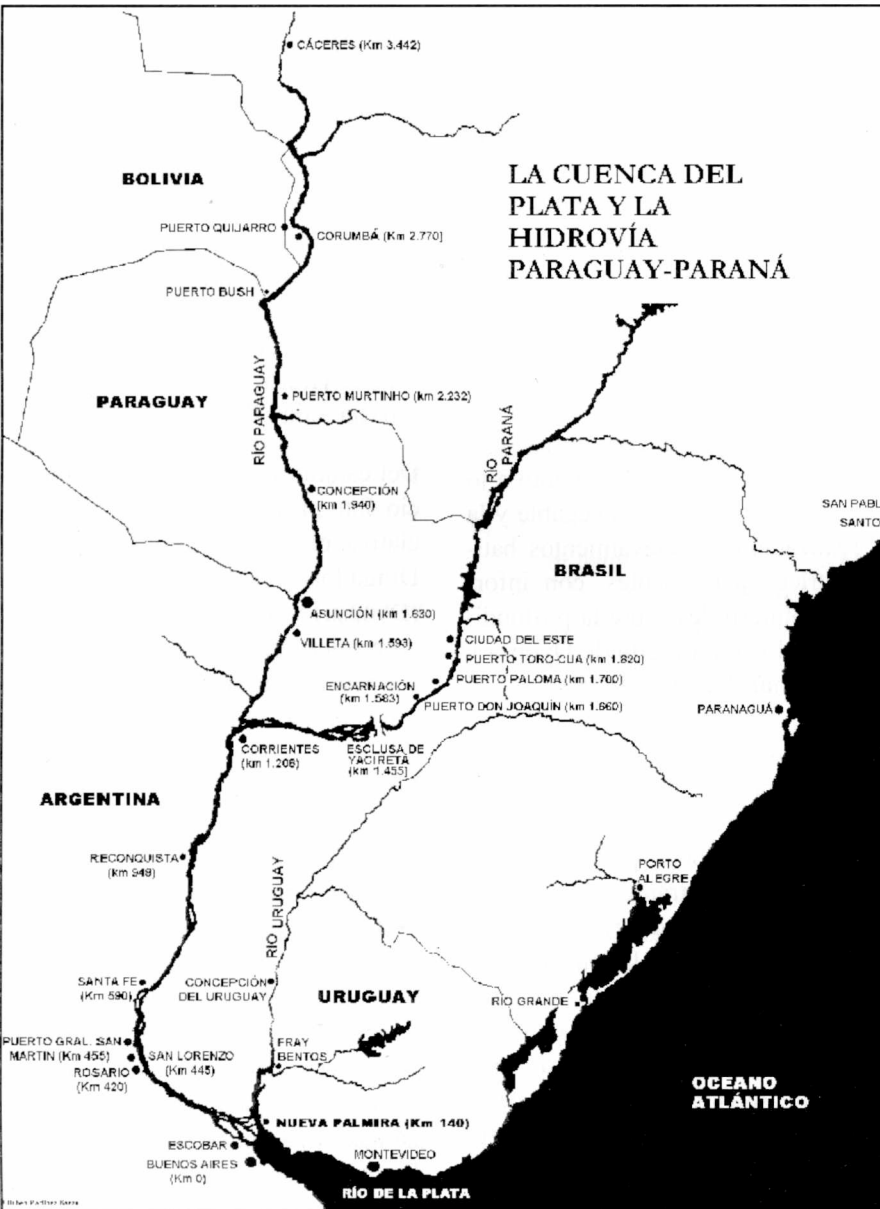 CÁCERES (Km 3.442)
BOLIVIA
LA CUENCA DEL
PLATA Y LA
HIDROVÍA
PARAGUAY-PARANÁ
PUERTO QUIJARRO
CORUMBÁ (Km 2.770)
PUERTO BUSH
PARAGUAY
RÍO PARAGUAY
PUERTO MURTINHO (km 2.232)
RÍO
PARANÁ
CONCEPCIÓN
(km 1.940)
SAN PABL
SANTO
BRASIL
ASUNCIÓN (km 1.630)
VILLETA (km 1.593)
CIUDAD DEL ESTE
PUERTO TORO-CUA (km 1.820)
PUERTO PALOMA (km 1.700)
ENCARNACIÓN
(km 1.583)
PUERTO DON JOAQUÍN (km 1.660)
PARANAGUÁ
CORRIENTES
(km 1.206)
ESCLUSA DE
YACIRETA
(km 1.455)
ARGENTINA
RECONQUISTA
(km 949)
PORTO
ALEGRE
RÍO URUGUAY
SANTA FE
(Km 590)
CONCEPCIÓN
DEL URUGUAY
URUGUAY
RÍO GRANDE
PUERTO GRAL. SAN
MARTIN (Km 455)
SAN LORENZO
(Km 445)
ROSARIO
(Km 420)
FRAY
BENTOS
OCEANO
ATLÁNTICO
NUEVA PALMIRA (Km 140)
ESCOBAR
MONTEVIDEO
BUENOS AIRES
(Km 0)
RÍO DE LA PLATA